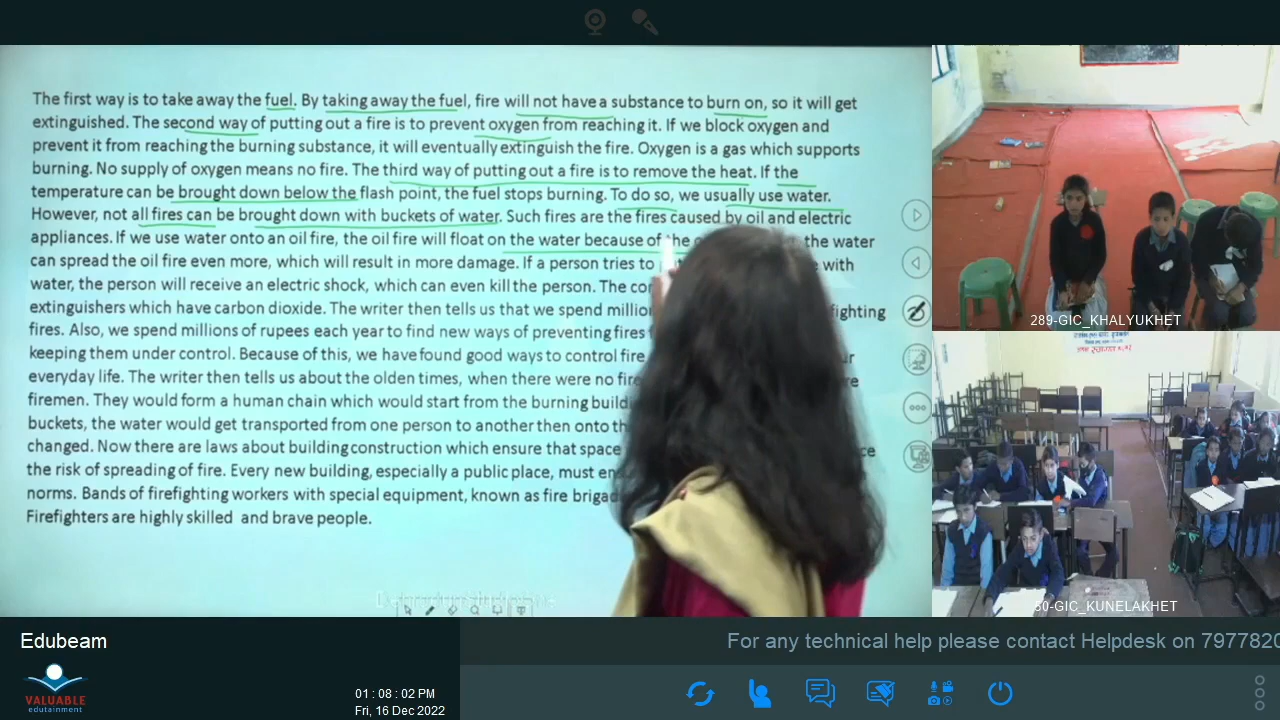 The first way is to take away the fuel. By taking away the fuel, fire will not have a substance to burn on, so it will get
extinguished. The second way of putting out a fire is to prevent oxygen from reaching it. If we block oxygen and
prevent it from reaching the burning substance, it will eventually extinguish the fire. Oxygen is a gas which supports
burning. No supply of oxygen means no fire. The third way of putting out a fire is to remove the heat. If the
temperature can be brought down below the flash point, the fuel stops burning. To do so, we usually use water.
However, not all fires can be brought down with buckets of water. Such fires are the fires caused by oil and electric
appliances. If we use water onto an oil fire, the oil fire will float on the water because of the the water
can spread the oil fire even more, which will result in more damage. If a person tries to with
water, the person will receive an electric shock, which can even kill the person. The
extinguishers which have carbon dioxide. The writer then tells us that we spend fighting
fires. Also, we spend millions of rupees each year to find new ways of preventing fires
keeping them under control. Because of this, we have found good ways to control fire
everyday life. The writer then tells us about the olden times, when there were no
firemen. They would form a human chain which would start from the burning
buckets, the water would get transported from one person to another then onto
changed. Now there are laws about building construction which ensure that space
the risk of spreading of fire. Every new building, especially a public place, must
norms. Bands of firefighting workers with special equipment, known as fire
Firefighters are highly skilled and brave people.
289-GIC_KHALYUKHET
GIC_KUNELAKHET
Edubeam
VALUABLE
edutainment
01 : 08 : 02 PM
Fri, 16 Dec 2022
For any technical help please contact Helpdesk on 7977820